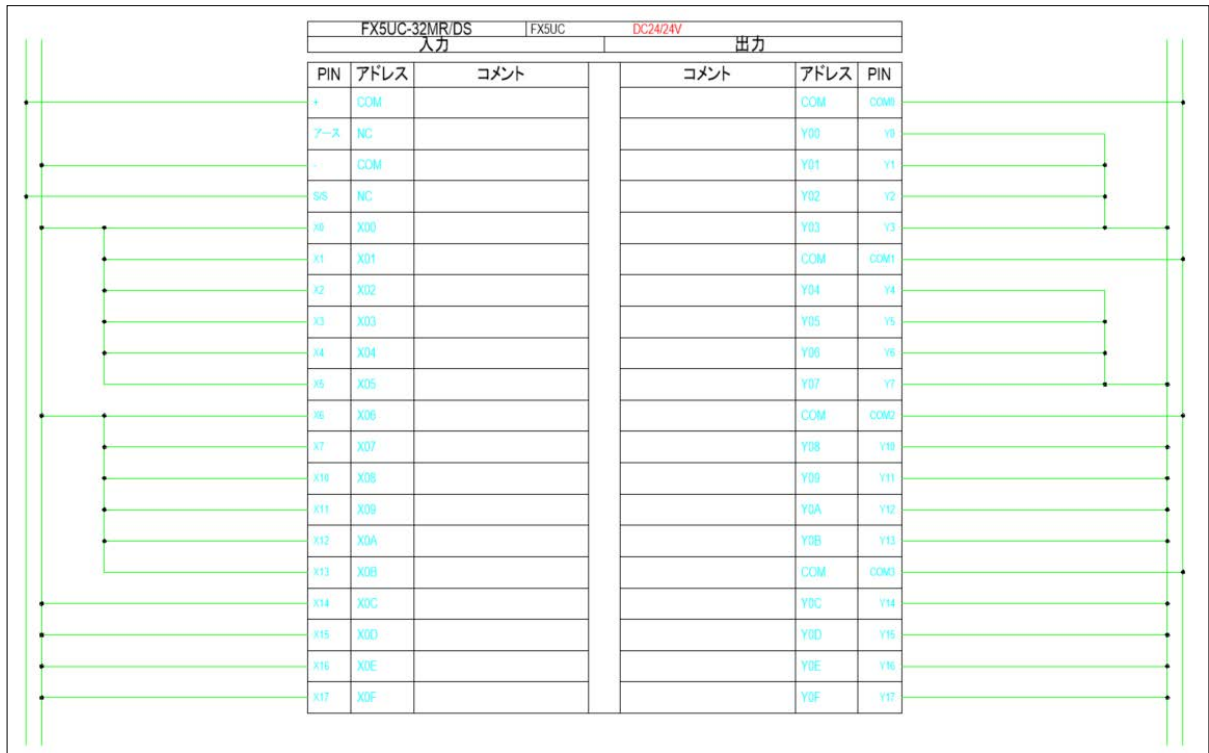 FX5UC-32MR/DS FX5UC DC24/24V
入力 出力
PIN アドレス コメント コメント アドレス PIN
+ COM COM COM0
アース NC Y00 Y0
- COM Y01 Y1
S/S NC Y02 Y2
X0 X00 Y03 Y3
X1 X01 COM COM1
X2 X02 Y04 Y4
X3 X03 Y05 Y5
X4 X04 Y06 Y6
X5 X05 Y07 Y7
X6 X06 COM COM2
X7 X07 Y08 Y10
X10 X08 Y09 Y11
X11 X09 Y0A Y12
X12 X0A Y0B Y13
X13 X0B COM COM3
X14 X0C Y0C Y14
X15 X0D Y0D Y15
X16 X0E Y0E Y16
X17 X0F Y0F Y17